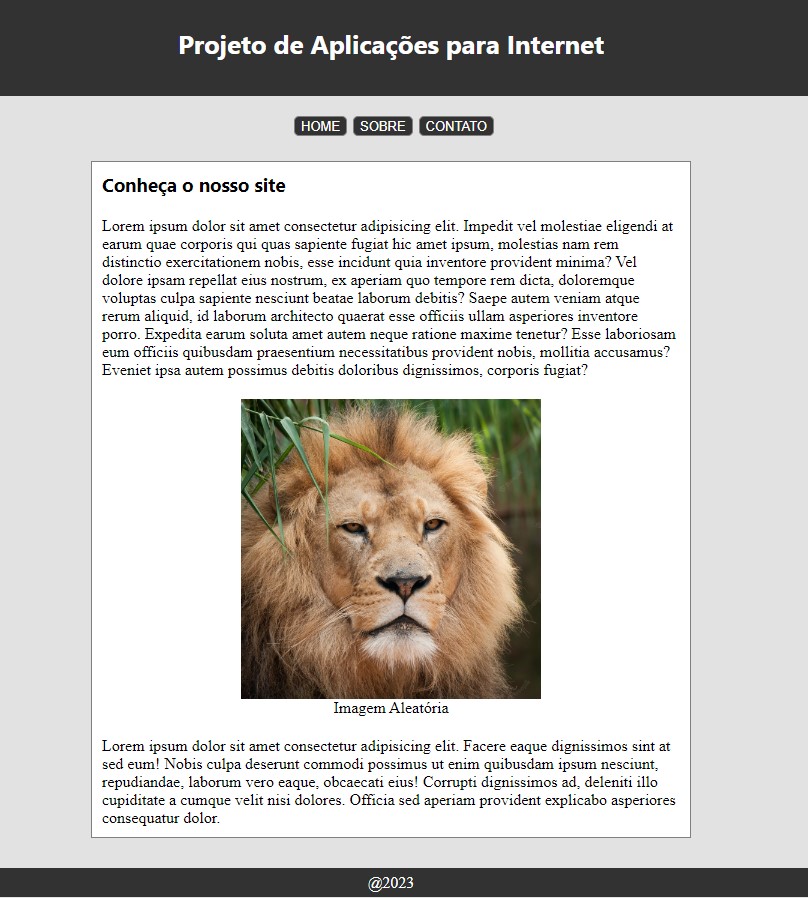 Projeto de Aplicações para Internet
HOME SOBRE CONTATO
Conheça o nosso site
Lorem ipsum dolor sit amet consectetur adipisicing elit. Impedit vel molestiae eligendi at
earum quae corporis qui quas sapiente fugiat hic amet ipsum, molestias nam rem
distinctio exercitationem nobis, esse incidunt quia inventore provident minima? Vel
dolore ipsam repellat eius nostrum, ex aperiam quo tempore rem dicta, doloremque
voluptas culpa sapiente nesciunt beatae laborum debitis? Saepe autem veniam atque
rerum aliquid, id laborum architecto quaerat esse officiis ullam asperiores inventore
porro. Expedita earum soluta amet autem neque ratione maxime tenetur? Esse laboriosam
eum officiis quibusdam praesentium necessitatibus provident nobis, mollitia accusamus?
Eveniet ipsa autem possimus debitis doloribus dignissimos, corporis fugiat?
Imagem Aleatória
Lorem ipsum dolor sit amet consectetur adipisicing elit. Facere eaque dignissimos sint at
sed eum! Nobis culpa deserunt commodi possimus ut enim quibusdam ipsum nesciunt,
repudiandae, laborum vero eaque, obcaecati eius! Corrupti dignissimos ad, deleniti illo
cupiditate a cumque velit nisi dolores. Officia sed aperiam provident explicabo asperiores
consequatur dolor.
@2023